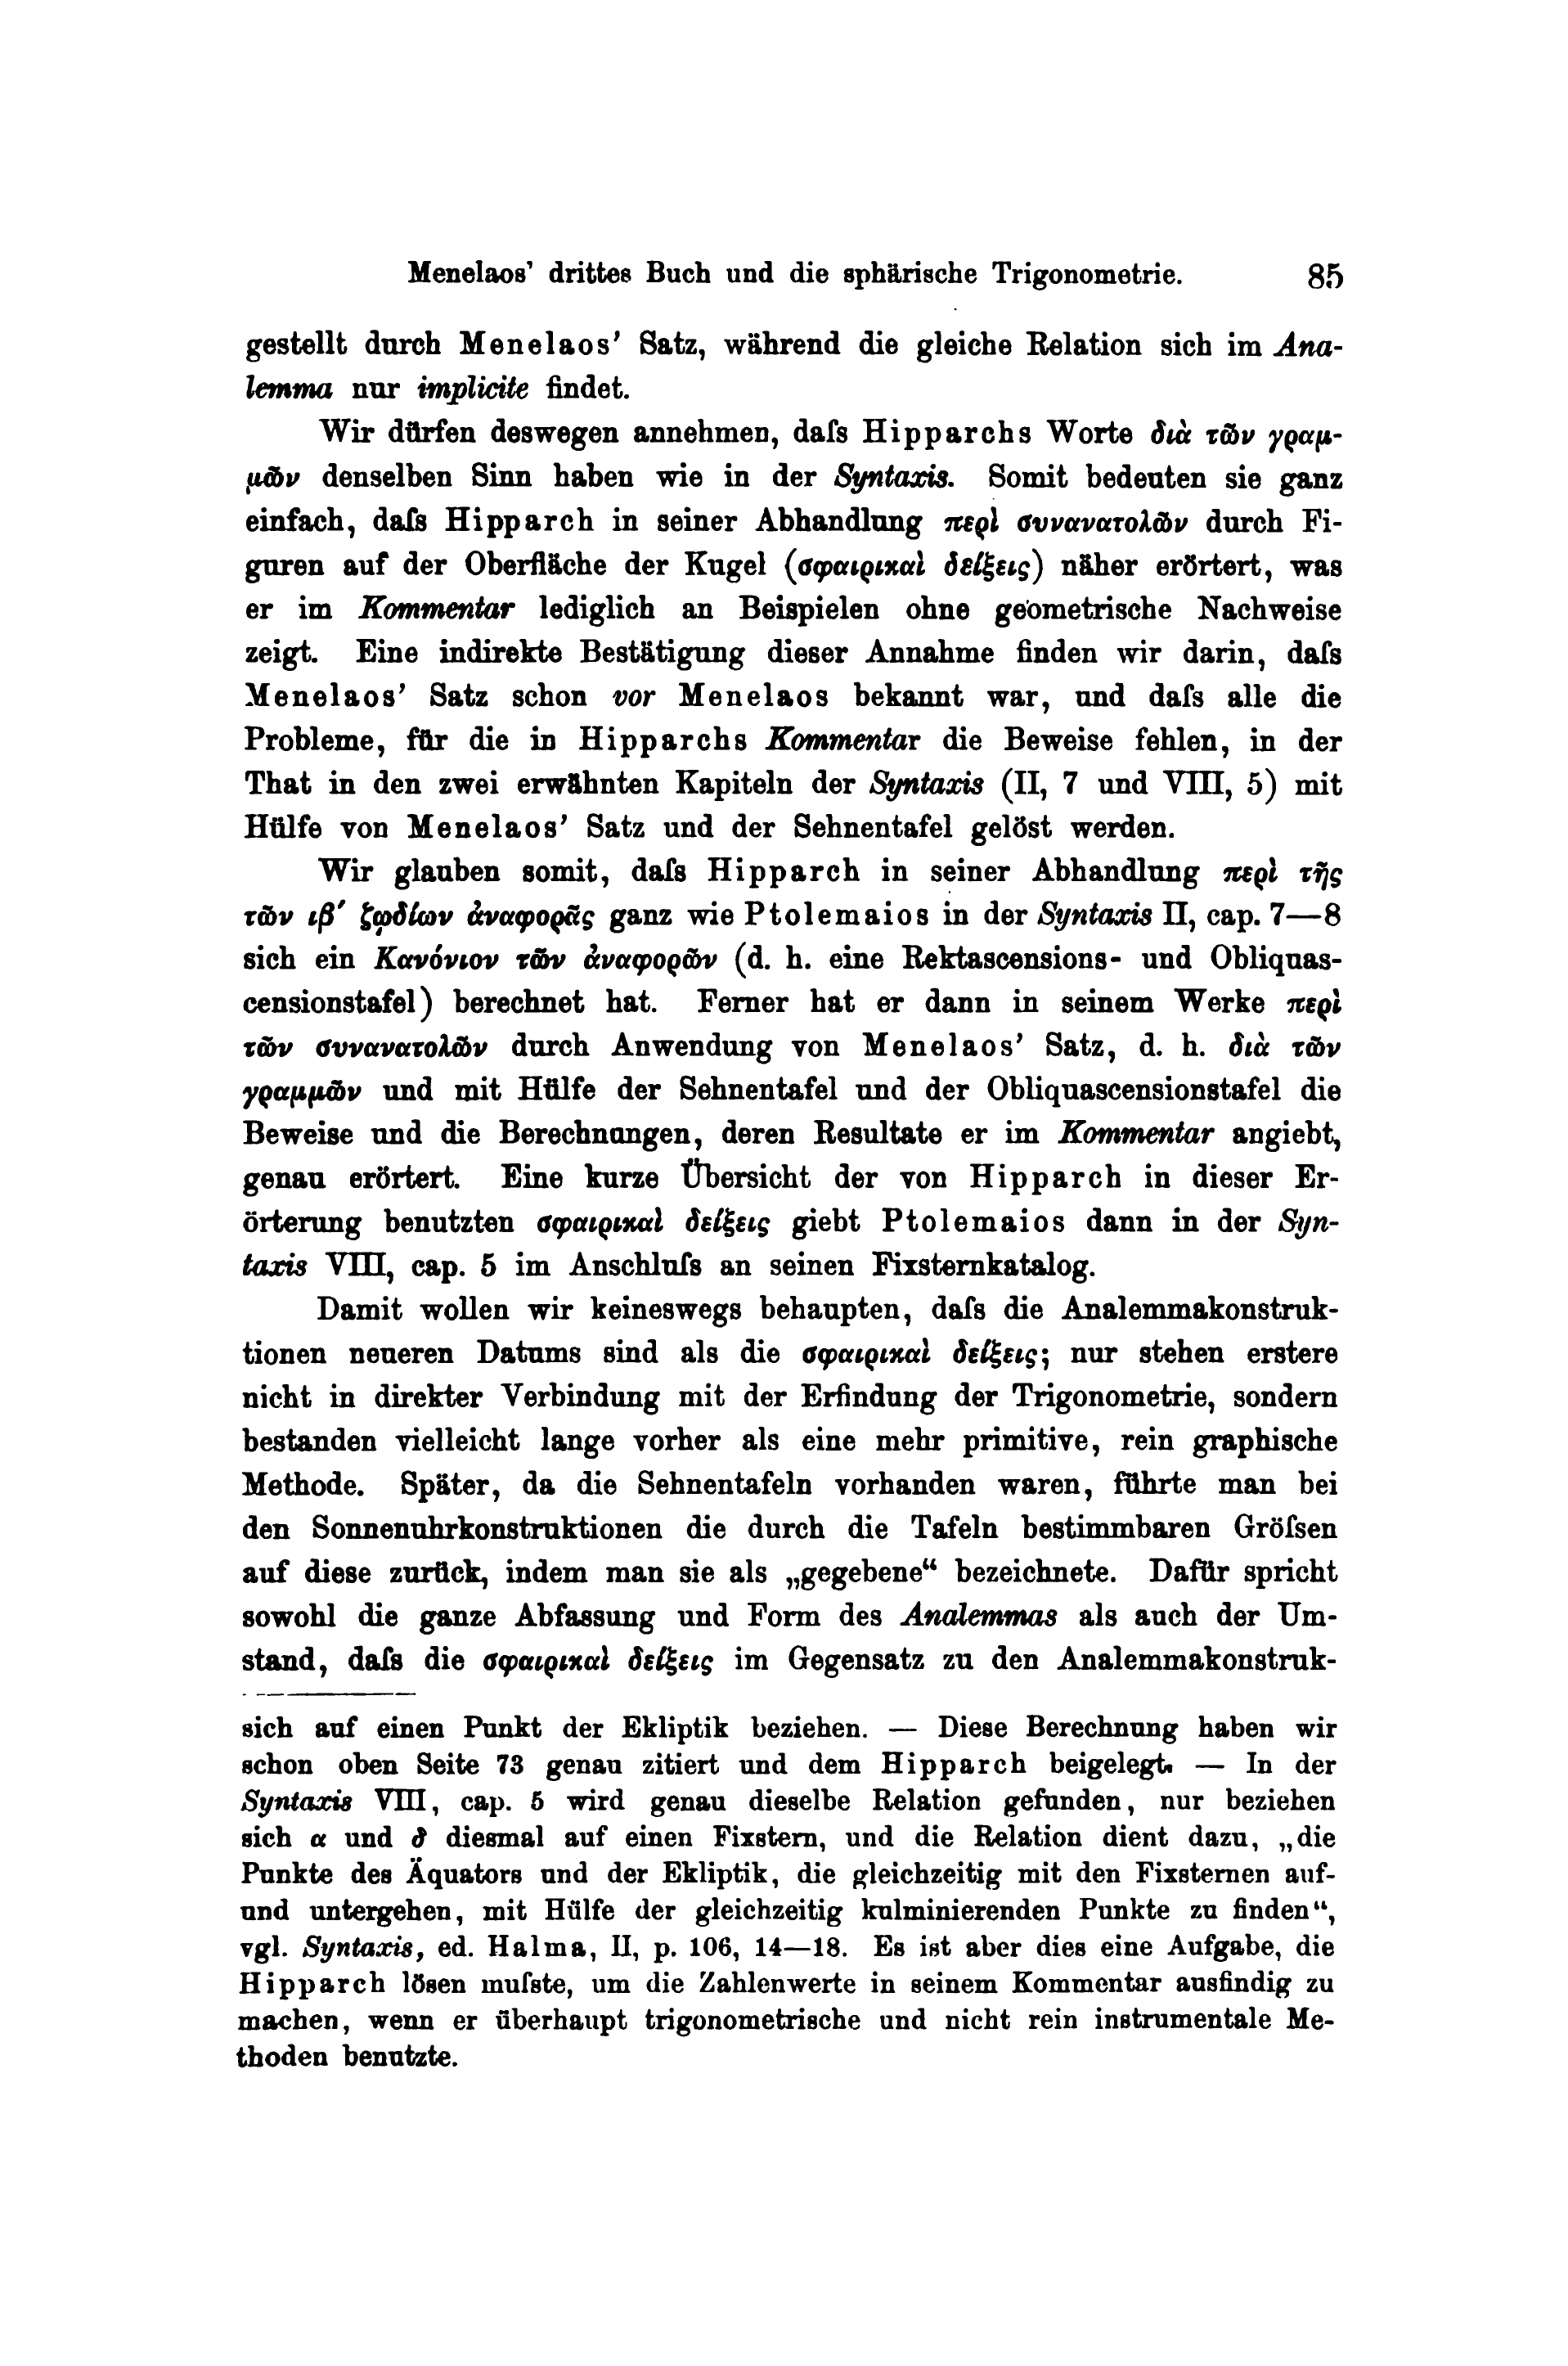 Menelaos' drittes Buch und die sphärische Trigonometrie. 85
gestellt durch Menelaos' Satz, während die gleiche Relation sich im Ana-
lemma nur implicite findet.
Wir dürfen deswegen annehmen, daſs Hipparchs Worte διὰ τῶν γραμ-
μῶν denselben Sinn haben wie in der Syntaxis. Somit bedeuten sie ganz
einfach, daſs Hipparch in seiner Abhandlung περὶ συνανατολῶν durch Fi-
guren auf der Oberfläche der Kugel (σφαιρικαὶ δείξεις) näher erörtert, was
er im Kommentar lediglich an Beispielen ohne geometrische Nachweise
zeigt. Eine indirekte Bestätigung dieser Annahme finden wir darin, daſs
Menelaos' Satz schon vor Menelaos bekannt war, und daſs alle die
Probleme, für die in Hipparchs Kommentar die Beweise fehlen, in der
That in den zwei erwähnten Kapiteln der Syntaxis (II, 7 und VIII, 5) mit
Hülfe von Menelaos' Satz und der Sehnentafel gelöst werden.
Wir glauben somit, daſs Hipparch in seiner Abhandlung περὶ τῆς
τῶν ιβ′ ζῳδίων ἀναφορᾶς ganz wie Ptolemaios in der Syntaxis II, cap. 7—8
sich ein Κανόνιον τῶν ἀναφορῶν (d. h. eine Rektascensions- und Obliquas-
censionstafel) berechnet hat. Ferner hat er dann in seinem Werke περὶ
τῶν συνανατολῶν durch Anwendung von Menelaos' Satz, d. h. διὰ τῶν
γραμμῶν und mit Hülfe der Sehnentafel und der Obliquascensionstafel die
Beweise und die Berechnungen, deren Resultate er im Kommentar angiebt,
genau erörtert. Eine kurze Übersicht der von Hipparch in dieser Er-
örterung benutzten σφαιρικαὶ δείξεις giebt Ptolemaios dann in der Syn-
taxis VIII, cap. 5 im Anschluſs an seinen Fixsternkatalog.
Damit wollen wir keineswegs behaupten, daſs die Analemmakonstruk-
tionen neueren Datums sind als die σφαιρικαὶ δείξεις; nur stehen erstere
nicht in direkter Verbindung mit der Erfindung der Trigonometrie, sondern
bestanden vielleicht lange vorher als eine mehr primitive, rein graphische
Methode. Später, da die Sehnentafeln vorhanden waren, führte man bei
den Sonnenuhrkonstruktionen die durch die Tafeln bestimmbaren Gröſsen
auf diese zurück, indem man sie als „gegebene“ bezeichnete. Dafür spricht
sowohl die ganze Abfassung und Form des Analemmas als auch der Um-
stand, daſs die σφαιρικαὶ δείξεις im Gegensatz zu den Analemmakonstruk-
sich auf einen Punkt der Ekliptik beziehen. — Diese Berechnung haben wir
schon oben Seite 73 genau zitiert und dem Hipparch beigelegt. — In der
Syntaxis VIII, cap. 5 wird genau dieselbe Relation gefunden, nur beziehen
sich α und δ diesmal auf einen Fixstern, und die Relation dient dazu, „die
Punkte des Äquators und der Ekliptik, die gleichzeitig mit den Fixsternen auf-
und untergehen, mit Hülfe der gleichzeitig kulminierenden Punkte zu finden“,
vgl. Syntaxis, ed. Halma, II, p. 106, 14—18. Es ist aber dies eine Aufgabe, die
Hipparch lösen muſste, um die Zahlenwerte in seinem Kommentar ausfindig zu
machen, wenn er überhaupt trigonometrische und nicht rein instrumentale Me-
thoden benutzte.